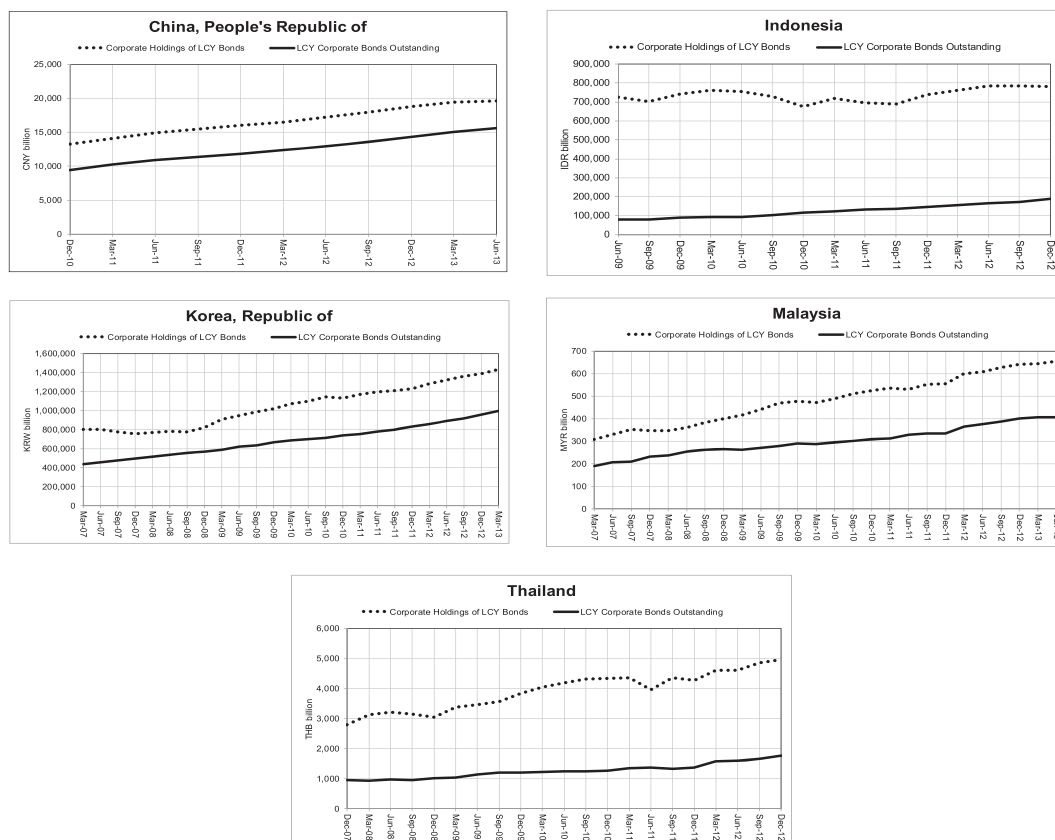 China, People's Republic of
Corporate Holdings of LCY Bonds LCY Corporate Bonds Outstanding
25,000
20,000
15,000
10,000
5,000
0
CNY billion
Dec-10 Mar-11 Jun-11 Sep-11 Dec-11 Mar-12 Jun-12 Sep-12 Dec-12 Mar-13 Jun-13
Indonesia
Corporate Holdings of LCY Bonds LCY Corporate Bonds Outstanding
900,000
800,000
700,000
600,000
500,000
400,000
300,000
200,000
100,000
0
IDR billion
Jun-09 Sep-09 Dec-09 Mar-10 Jun-10 Sep-10 Dec-10 Mar-11 Jun-11 Sep-11 Dec-11 Mar-12 Jun-12 Sep-12 Dec-12
Korea, Republic of
Corporate Holdings of LCY Bonds LCY Corporate Bonds Outstanding
1,600,000
1,400,000
1,200,000
1,000,000
800,000
600,000
400,000
200,000
0
KRW billion
Mar-07 Jun-07 Sep-07 Dec-07 Mar-08 Jun-08 Sep-08 Dec-08 Mar-09 Jun-09 Sep-09 Dec-09 Mar-10 Jun-10 Sep-10 Dec-10 Mar-11 Jun-11 Sep-11 Dec-11 Mar-12 Jun-12 Sep-12 Dec-12 Mar-13
Malaysia
Corporate Holdings of LCY Bonds LCY Corporate Bonds Outstanding
700
600
500
400
300
200
100
0
MYR billion
Mar-07 Jun-07 Sep-07 Dec-07 Mar-08 Jun-08 Sep-08 Dec-08 Mar-09 Jun-09 Sep-09 Dec-09 Mar-10 Jun-10 Sep-10 Dec-10 Mar-11 Jun-11 Sep-11 Dec-11 Mar-12 Jun-12 Sep-12 Dec-12 Mar-13
Thailand
Corporate Holdings of LCY Bonds LCY Corporate Bonds Outstanding
6,000
5,000
4,000
3,000
2,000
1,000
0
THB billion
Dec-07 Mar-08 Jun-08 Sep-08 Dec-08 Mar-09 Jun-09 Sep-09 Dec-09 Mar-10 Jun-10 Sep-10 Dec-10 Mar-11 Jun-11 Sep-11 Dec-11 Mar-12 Jun-12 Sep-12 Dec-12